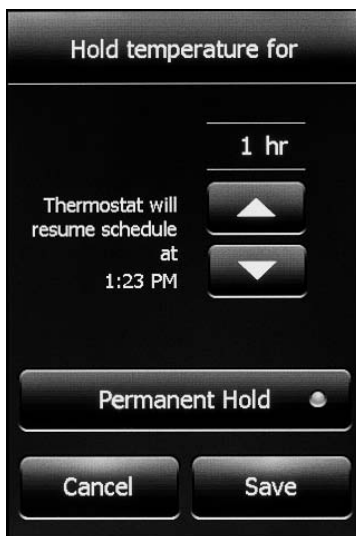 Hold temperature for
1 hr
Thermostat will
resume schedule
at
1:23 PM
Permanent Hold
Cancel
Save